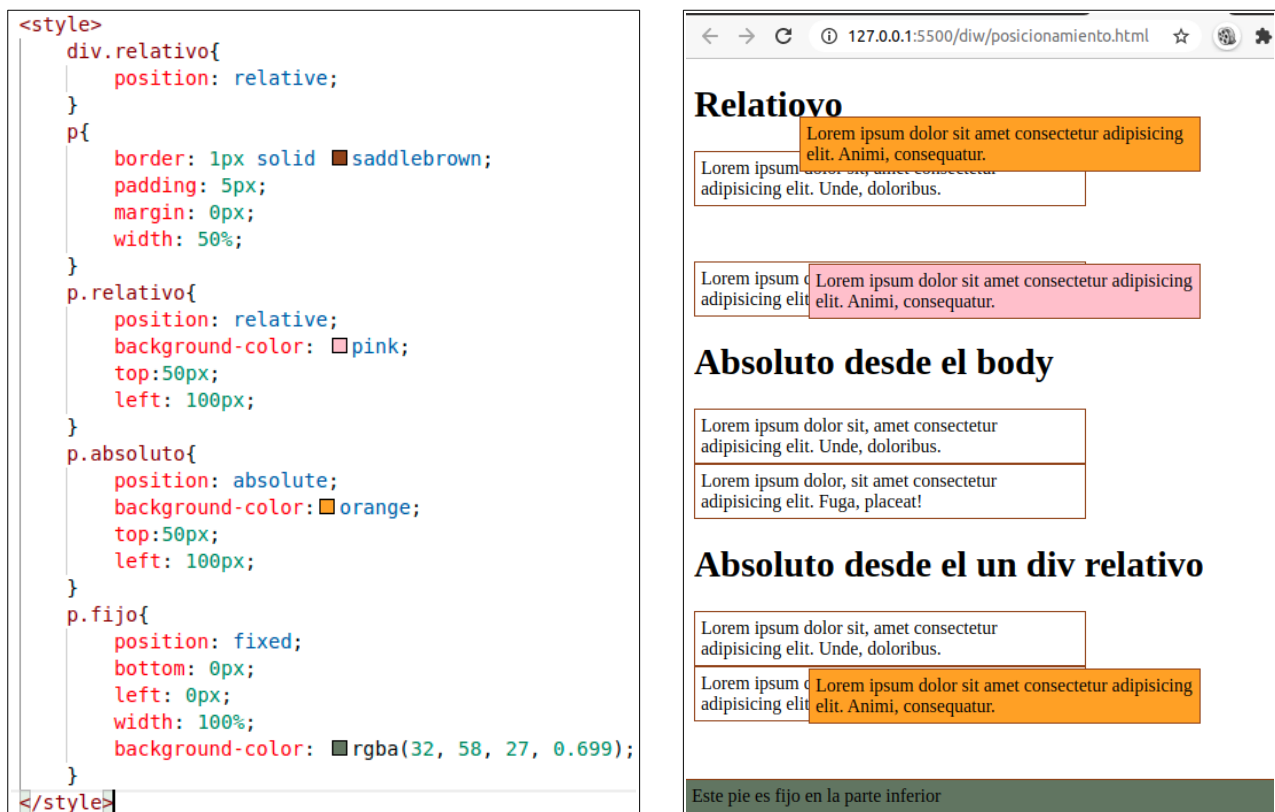 <style>
div.relativo{
position: relative;
}
p{
border: 1px solid saddlebrown;
padding: 5px;
margin: 0px;
width: 50%;
}
p.relativo{
position: relative;
background-color: pink;
top:50px;
left: 100px;
}
p.absoluto{
position: absolute;
background-color: orange;
top:50px;
left: 100px;
}
p.fijo{
position: fixed;
bottom: 0px;
left: 0px;
width: 100%;
background-color: rgba(32, 58, 27, 0.699);
}
</style>
127.0.0.1:5500/diw/posicionamiento.html
Relatiovo
Lorem ipsum dolor sit amet consectetur adipisicing
elit. Animi, consequatur.
Lorem ipsum dolor sit, amet consectetur
adipisicing elit. Unde, doloribus.
Lorem ipsum
adipisicing elit
Lorem ipsum dolor sit amet consectetur adipisicing
elit. Animi, consequatur.
Absoluto desde el body
Lorem ipsum dolor sit, amet consectetur
adipisicing elit. Unde, doloribus.
Lorem ipsum dolor, sit amet consectetur
adipisicing elit. Fuga, placeat!
Absoluto desde el un div relativo
Lorem ipsum dolor sit, amet consectetur
adipisicing elit. Unde, doloribus.
Lorem ipsum
adipisicing elit
Lorem ipsum dolor sit amet consectetur adipisicing
elit. Animi, consequatur.
Este pie es fijo en la parte inferior